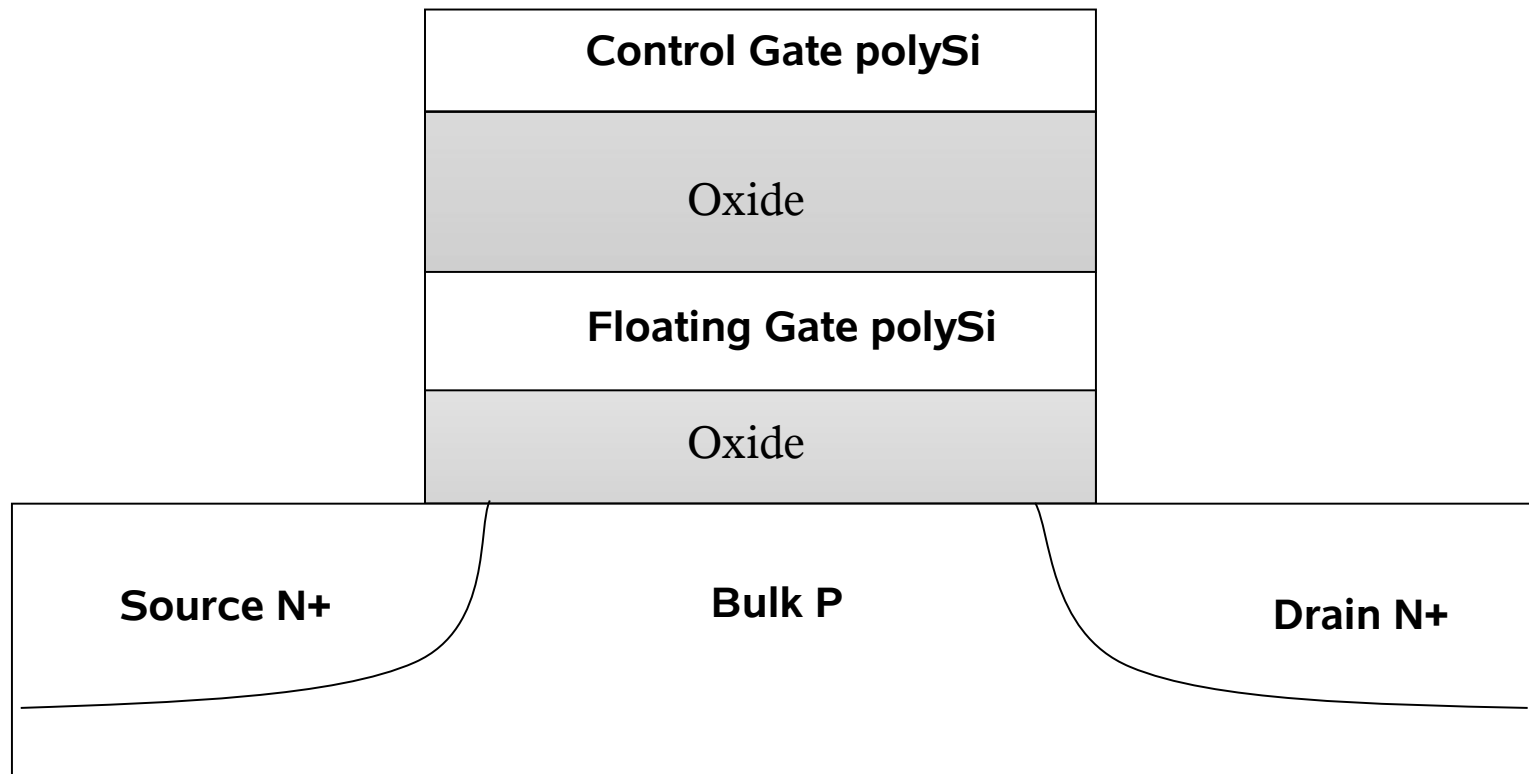 Control Gate polySi
Oxide
Floating Gate polySi
Oxide
Source N+
Bulk P
Drain N+